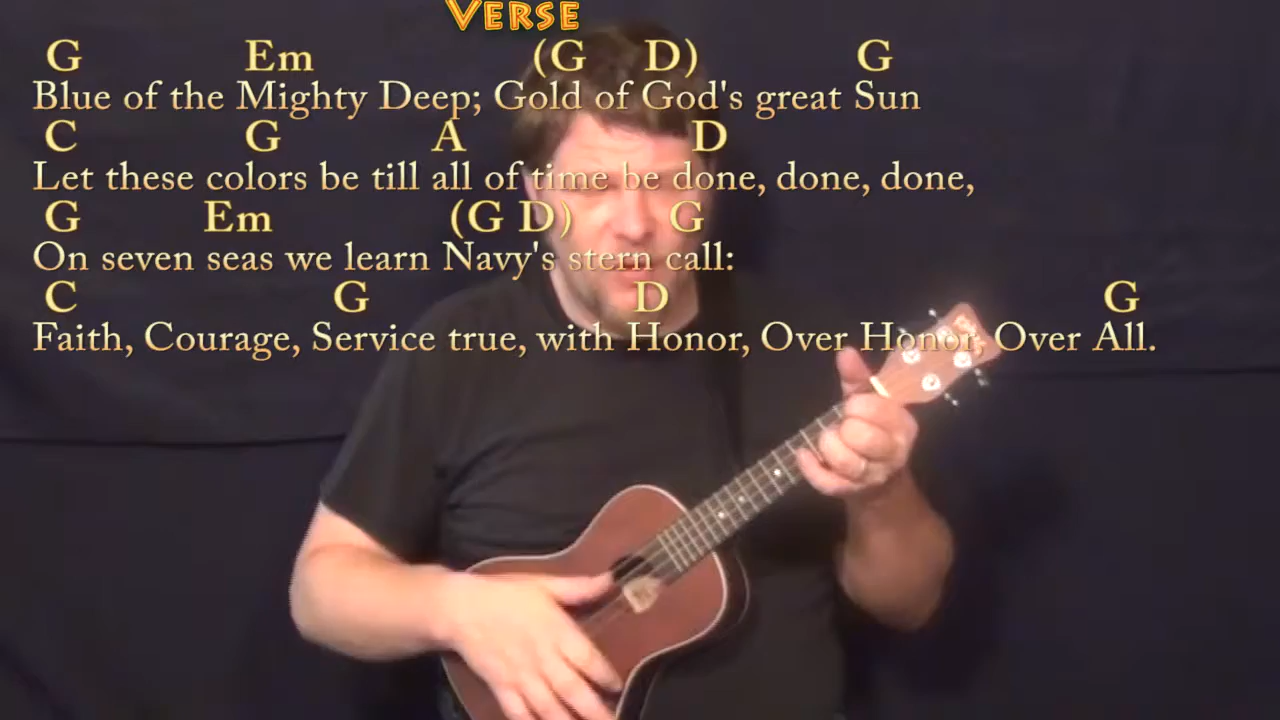 VERSE
G Em (G D) G
Blue of the Mighty Deep; Gold of God's great Sun
C G A D
Let these colors be till all of time be done, done, done,
G Em (G D) G
On seven seas we learn Navy's stern call:
C G D G
Faith, Courage, Service true, with Honor, Over Honor, Over All.